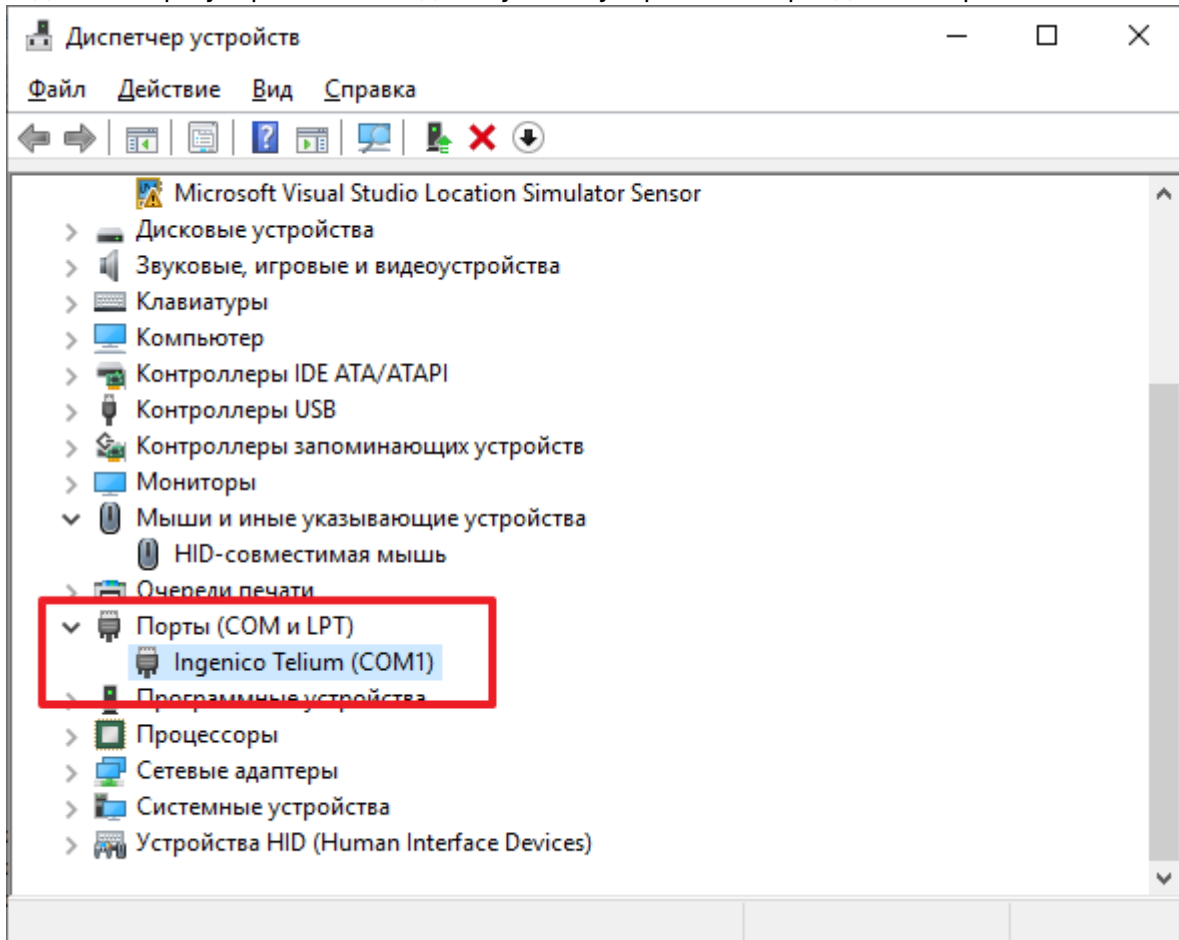 Диспетчер устройств
Файл Действие Вид Справка
Microsoft Visual Studio Location Simulator Sensor
Дисковые устройства
Звуковые, игровые и видеоустройства
Клавиатуры
Компьютер
Контроллеры IDE ATA/ATAPI
Контроллеры USB
Контроллеры запоминающих устройств
Мониторы
Мыши и иные указывающие устройства
HID-совместимая мышь
Очереди печати
Порты (COM и LPT)
Ingenico Telium (COM1)
Программные устройства
Процессоры
Сетевые адаптеры
Системные устройства
Устройства HID (Human Interface Devices)